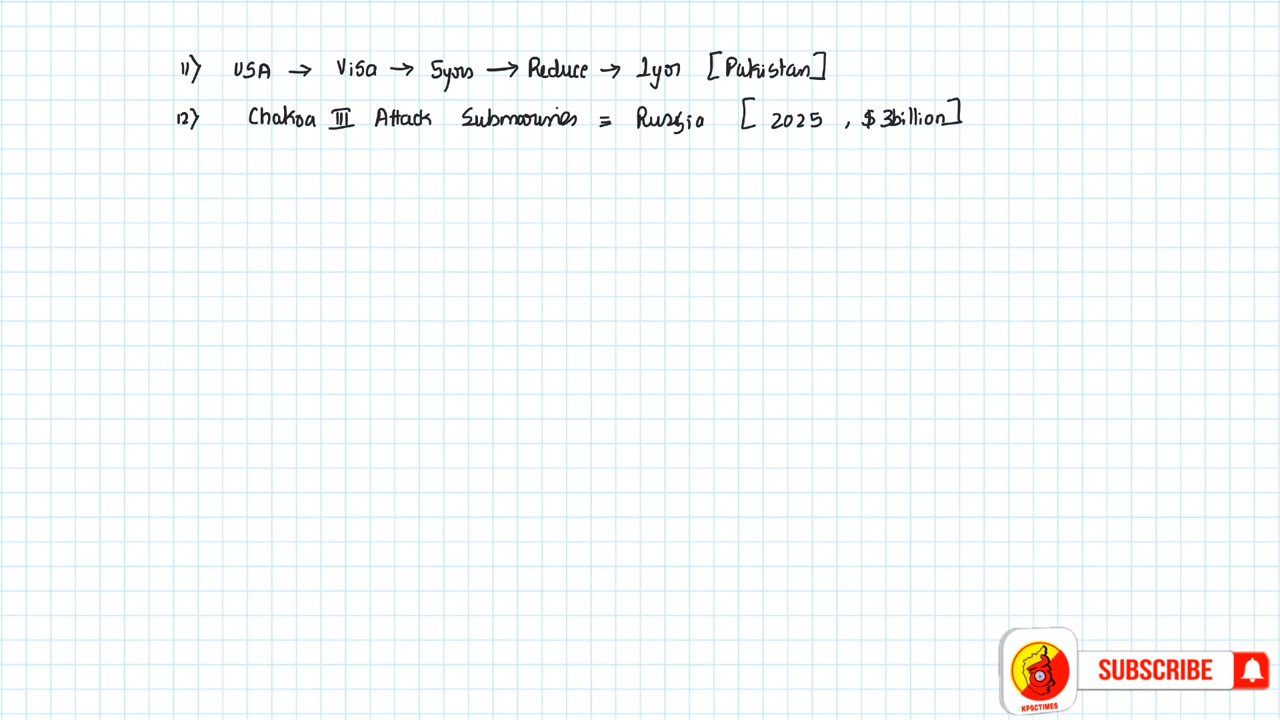 11) USA → Visa → 5yrs → Reduce → 1yr [Pakistan]
12) Chakra III Attack Submarines = Russia [2025, $3billion]
SUBSCRIBE
KPSCTIMES